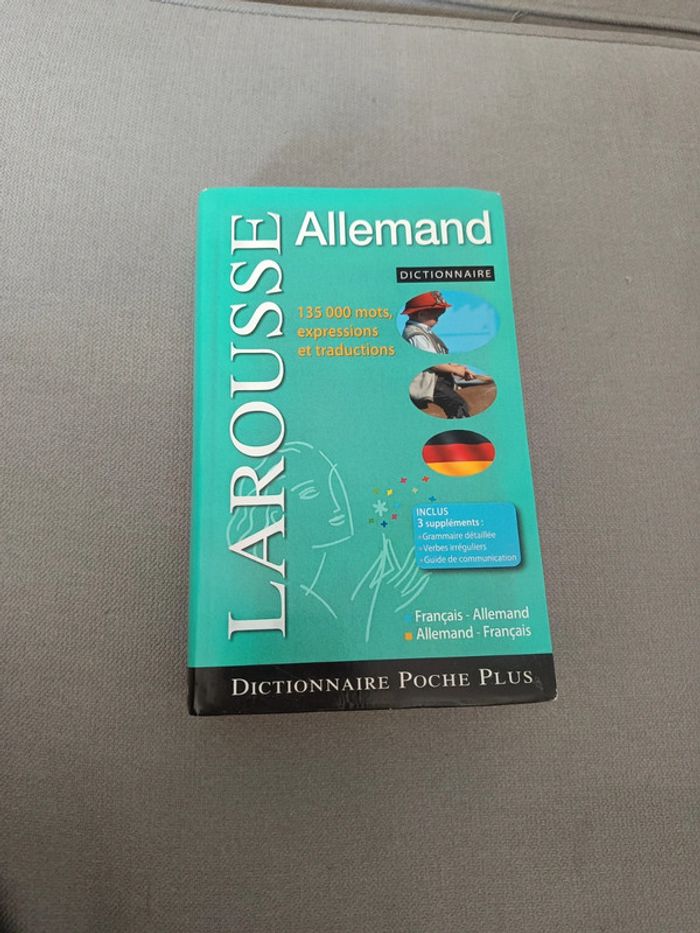 LAROUSSE
Allemand
DICTIONNAIRE
135 000 mots,
expressions
et traductions
INCLUS
3 suppléments :
Grammaire détaillée
Verbes irréguliers
Guide de communication
Français - Allemand
Allemand - Français
DICTIONNAIRE POCHE PLUS